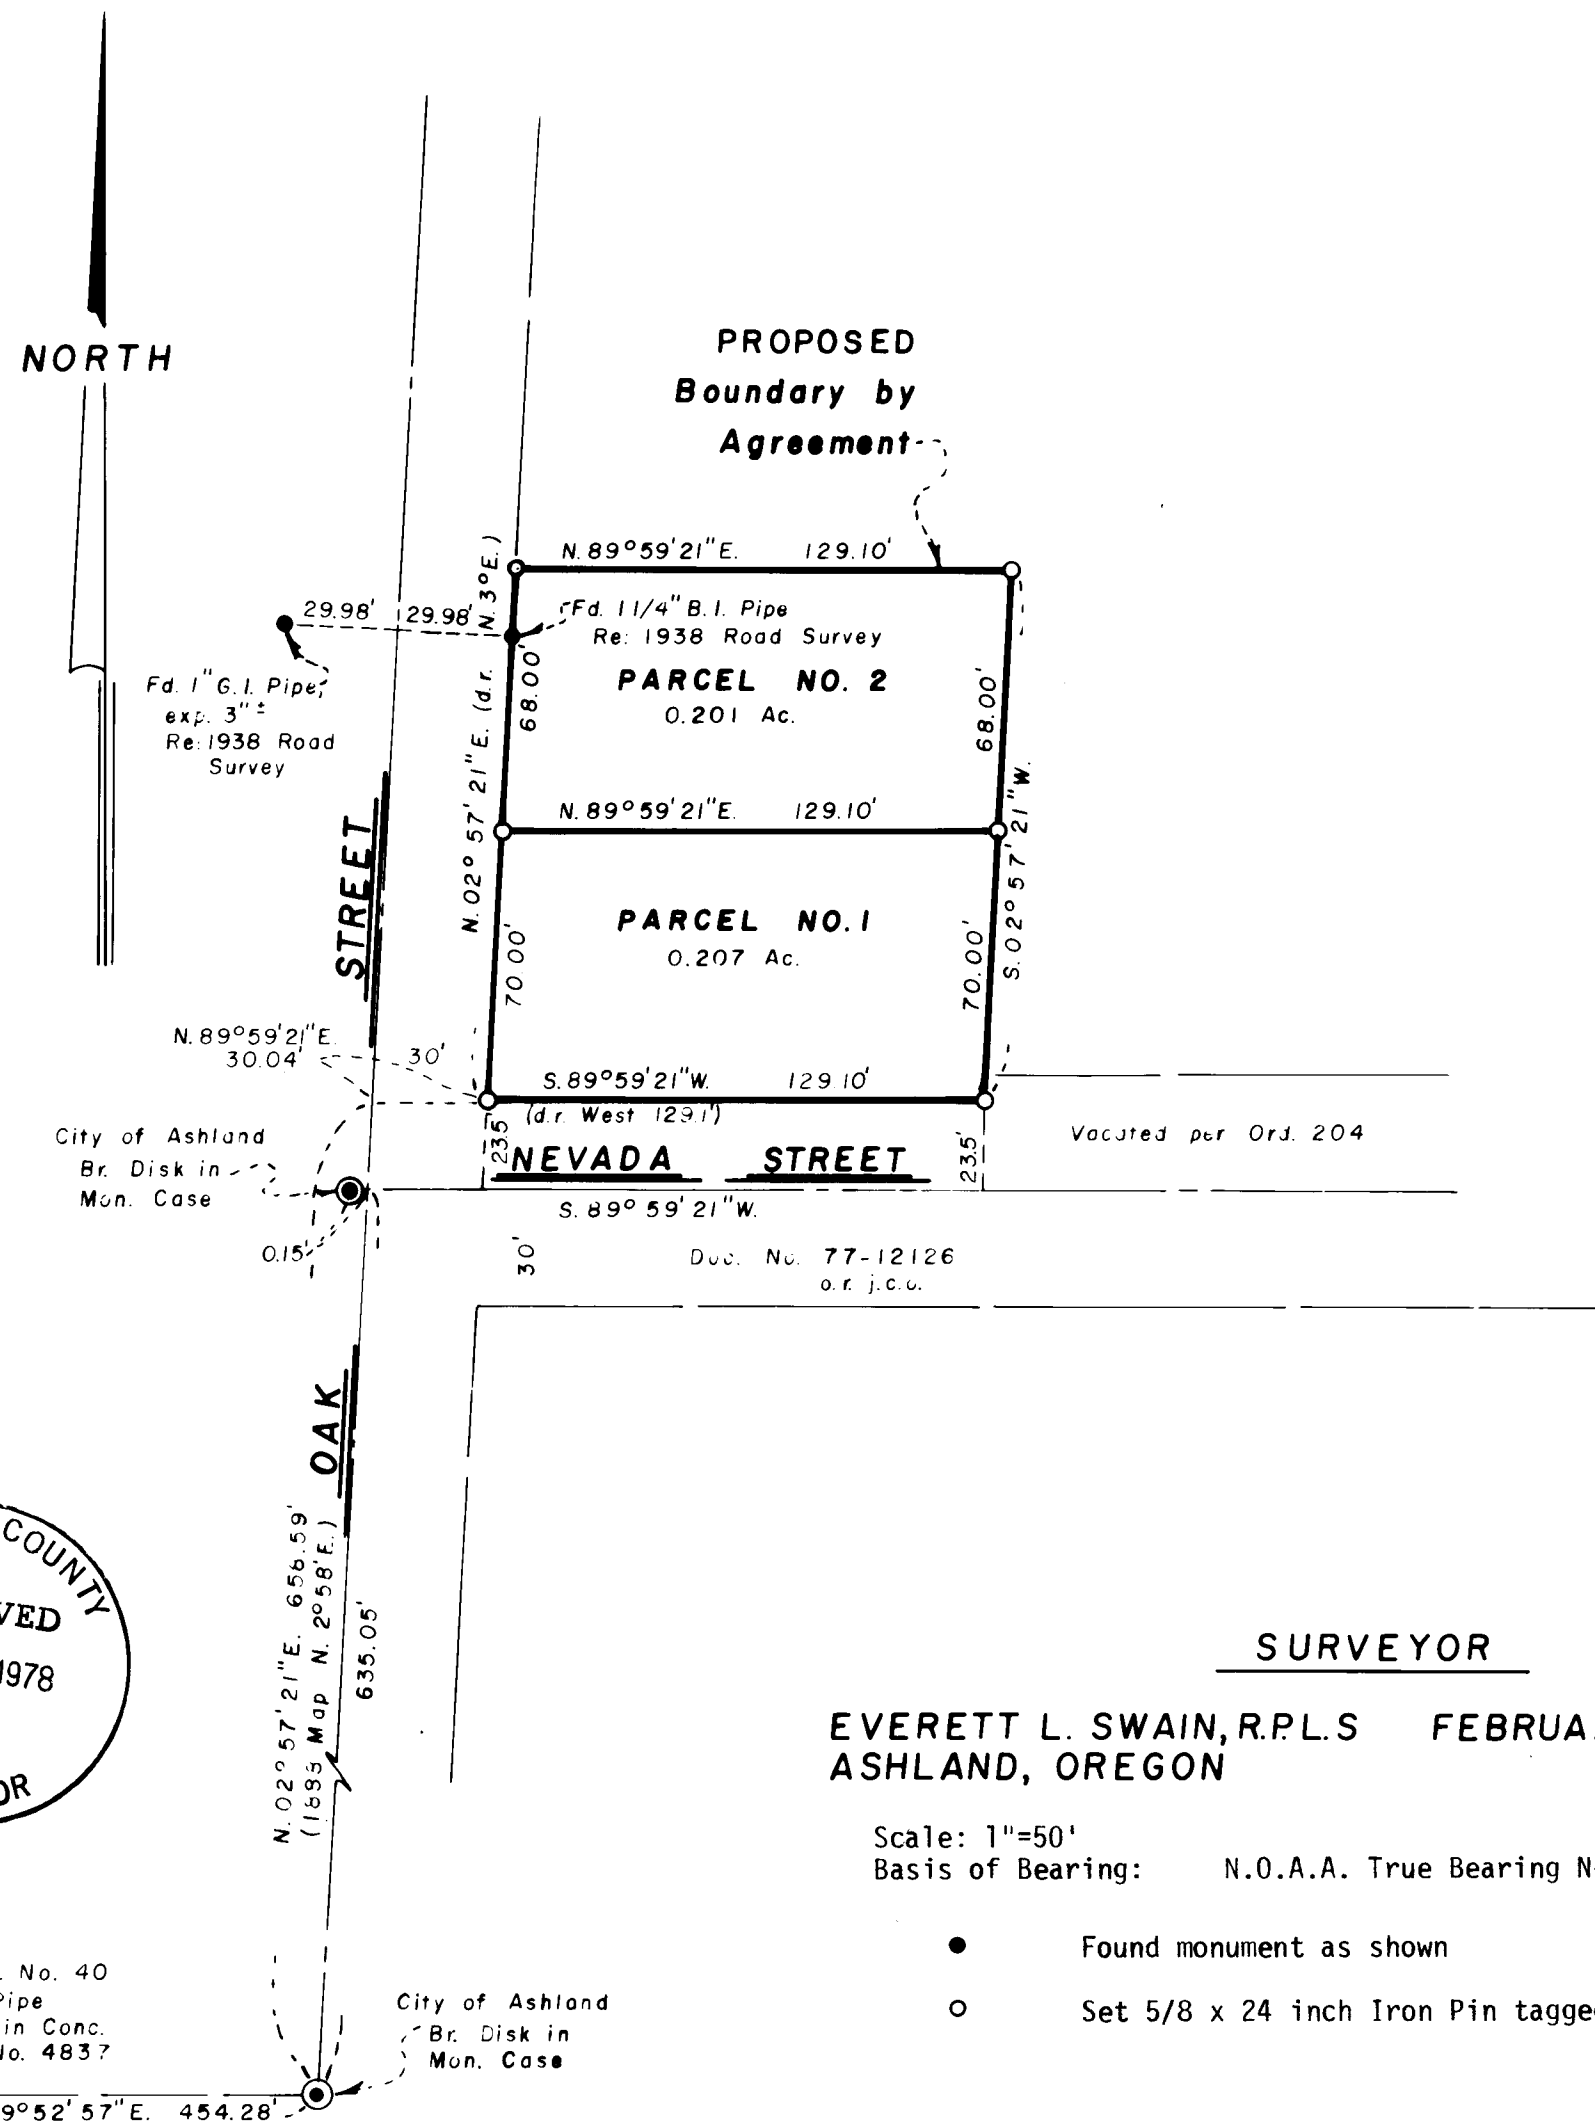 NORTH
PROPOSED
Boundary by
Agreement
N. 89°59'21"E. 129.10'
29.98' 29.98'
Fd. 1 1/4" B.I. Pipe
Re: 1938 Road Survey
Fd. 1" G.I. Pipe,
exp. 3"±
Re: 1938 Road
Survey
PARCEL NO. 2
0.201 Ac.
68.00'
68.00'
N. 02° 57' 21" E. (d.r. N. 3° E.)
N. 89°59'21"E. 129.10'
S. 02° 57' 21" W.
STREET
PARCEL NO. 1
0.207 Ac.
70.00'
70.00'
N. 89°59'21"E.
30.04' 30'
S. 89°59'21"W. 129.10'
(d.r. West 129.1')
City of Ashland
Br. Disk in
Mon. Case
23.5'
NEVADA STREET
23.5'
Vacated per Ord. 204
S. 89° 59' 21" W.
0.15'
30'
Doc. No. 77-12126
o.r. j.c.o.
OAK
N. 02° 57' 21" E. 656.59'
Map N. 2° 58' E.)
635.05'
COUNTY
VED
1978
OR
SURVEYOR
EVERETT L. SWAIN, R.P.L.S FEBRUA
ASHLAND, OREGON
Scale: 1"=50'
Basis of Bearing: N.O.A.A. True Bearing N
Found monument as shown
Set 5/8 x 24 inch Iron Pin tagge
. No. 40
Pipe
in Conc.
No. 4837
City of Ashland
Br. Disk in
Mon. Case
9°52'57"E. 454.28'